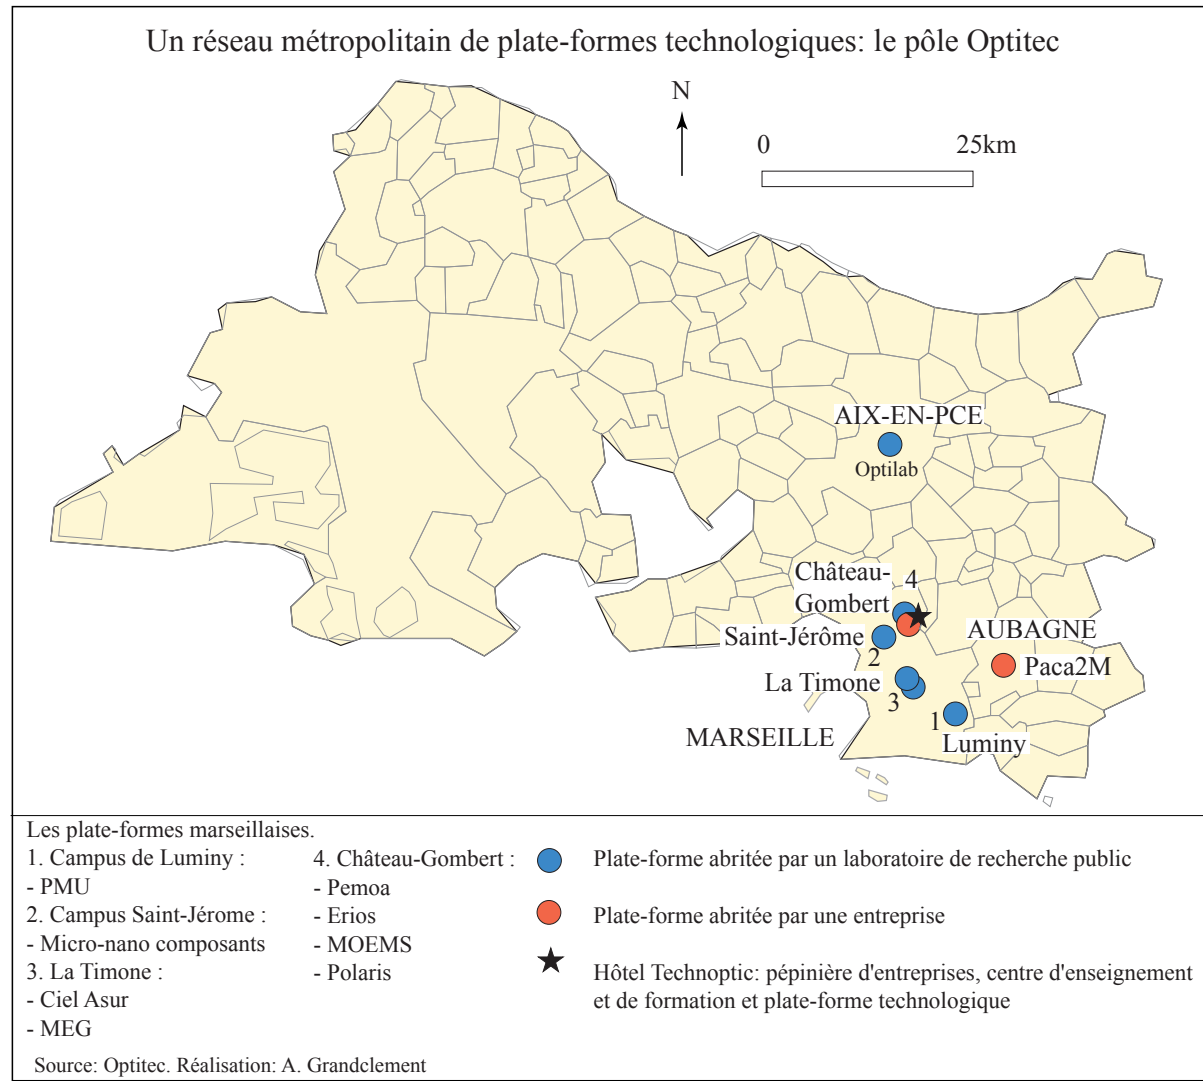 Un réseau métropolitain de plate-formes technologiques: le pôle Optitec
N
0 25km
AIX-EN-PCE
Optilab
Château-
Gombert
4
Saint-Jérôme
2
AUBAGNE
Paca2M
La Timone
3
MARSEILLE
1
Luminy
Les plate-formes marseillaises.
1. Campus de Luminy :
- PMU
2. Campus Saint-Jérome :
- Micro-nano composants
3. La Timone :
- Ciel Asur
- MEG
4. Château-Gombert :
- Pemoa
- Erios
- MOEMS
- Polaris
Plate-forme abritée par un laboratoire de recherche public
Plate-forme abritée par une entreprise
Hôtel Technoptic: pépinière d'entreprises, centre d'enseignement
et de formation et plate-forme technologique
Source: Optitec. Réalisation: A. Grandclement